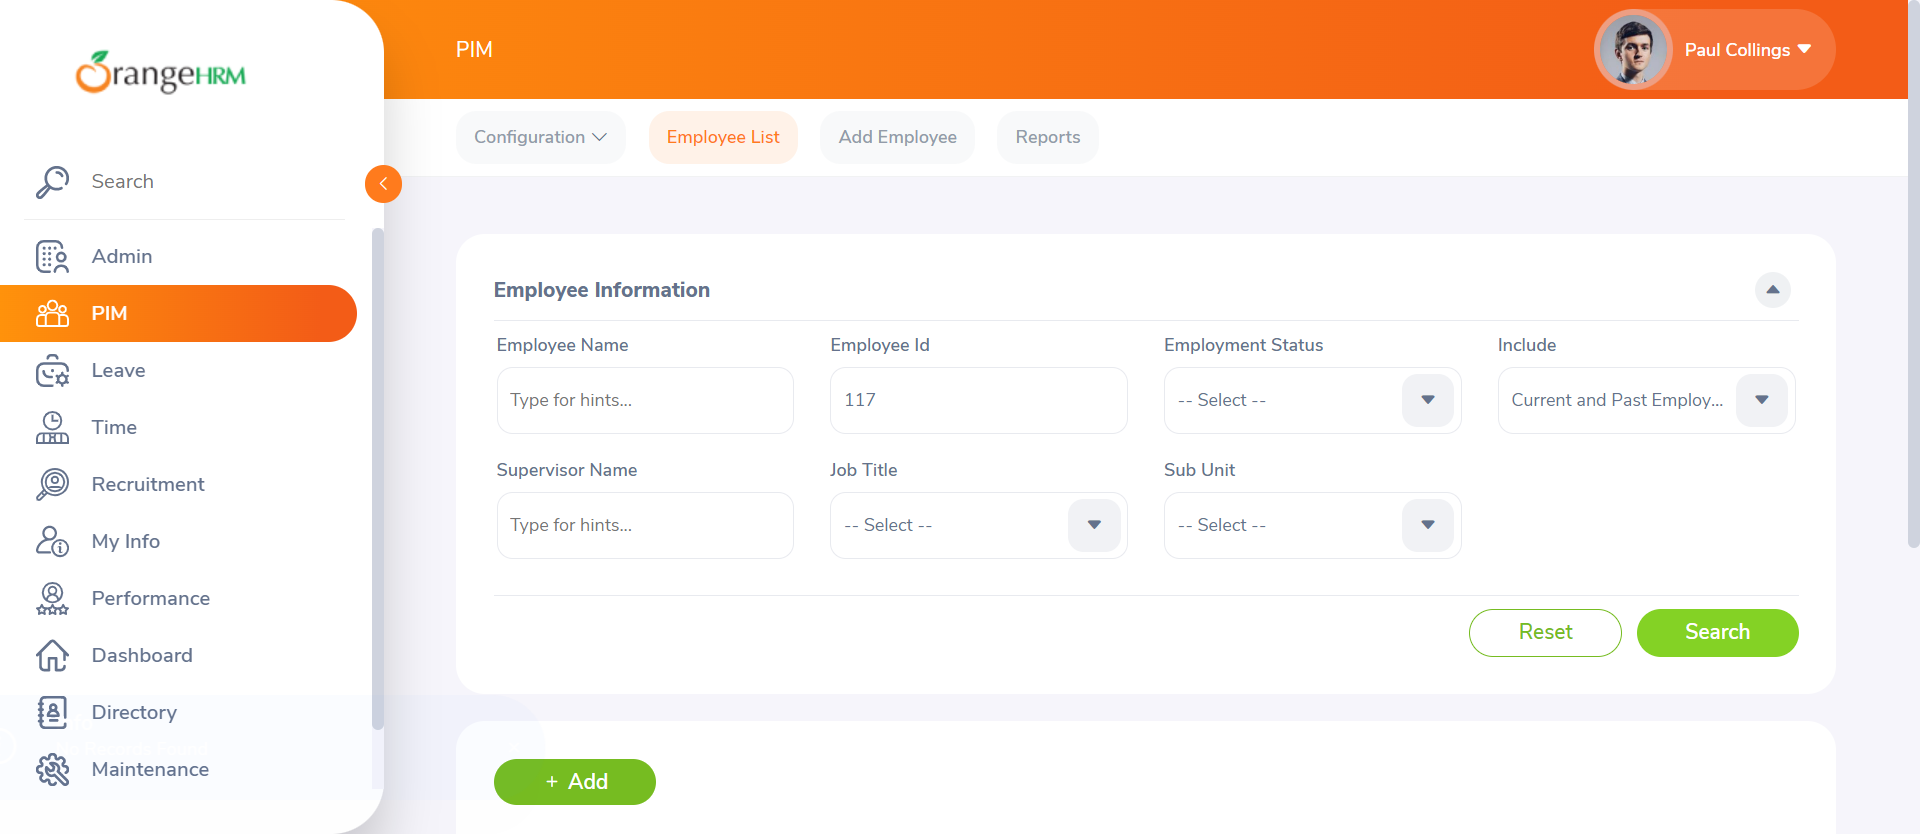 OrangeHRM
PIM
Paul Collings
Configuration
Employee List
Add Employee
Reports
Search
Admin
PIM
Leave
Time
Recruitment
My Info
Performance
Dashboard
Directory
Maintenance
Employee Information
Employee Name
Employee Id
Employment Status
Include
Type for hints...
117
-- Select --
Current and Past Employ...
Supervisor Name
Job Title
Sub Unit
Type for hints...
-- Select --
-- Select --
Reset
Search
+ Add